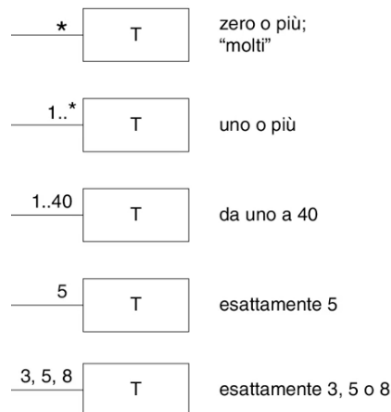 * T zero o più;
“molti”
1..* T uno o più
1..40 T da uno a 40
5 T esattamente 5
3, 5, 8 T esattamente 3, 5 o 8